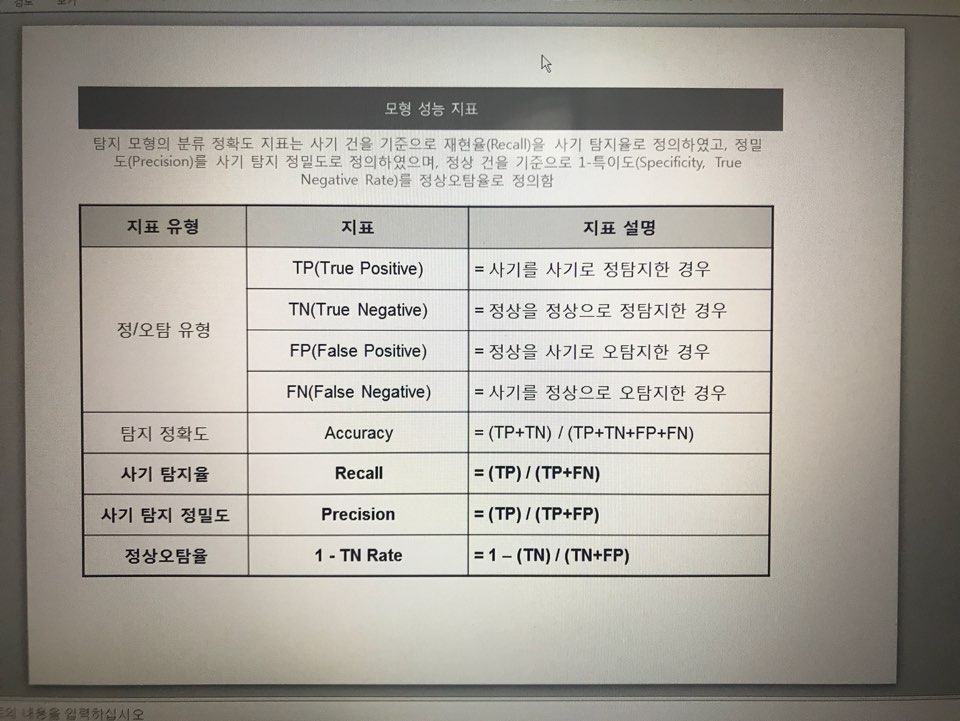 보기
모형 성능 지표
탐지 모형의 분류 정확도 지표는 사기 건을 기준으로 재현율(Recall)을 사기 탐지율로 정의하였고, 정밀
도(Precision)를 사기 탐지 정밀도로 정의하였으며, 정상 건을 기준으로 1-특이도(Specificity, True
Negative Rate)를 정상오탐율로 정의함
지표 유형 지표 지표 설명
정/오탐 유형
TP(True Positive) = 사기를 사기로 정탐지한 경우
TN(True Negative) = 정상을 정상으로 정탐지한 경우
FP(False Positive) = 정상을 사기로 오탐지한 경우
FN(False Negative) = 사기를 정상으로 오탐지한 경우
탐지 정확도 Accuracy = (TP+TN) / (TP+TN+FP+FN)
사기 탐지율 Recall = (TP) / (TP+FN)
사기 탐지 정밀도 Precision = (TP) / (TP+FP)
정상오탐율 1 - TN Rate = 1 – (TN) / (TN+FP)
내용을 입력하십시오